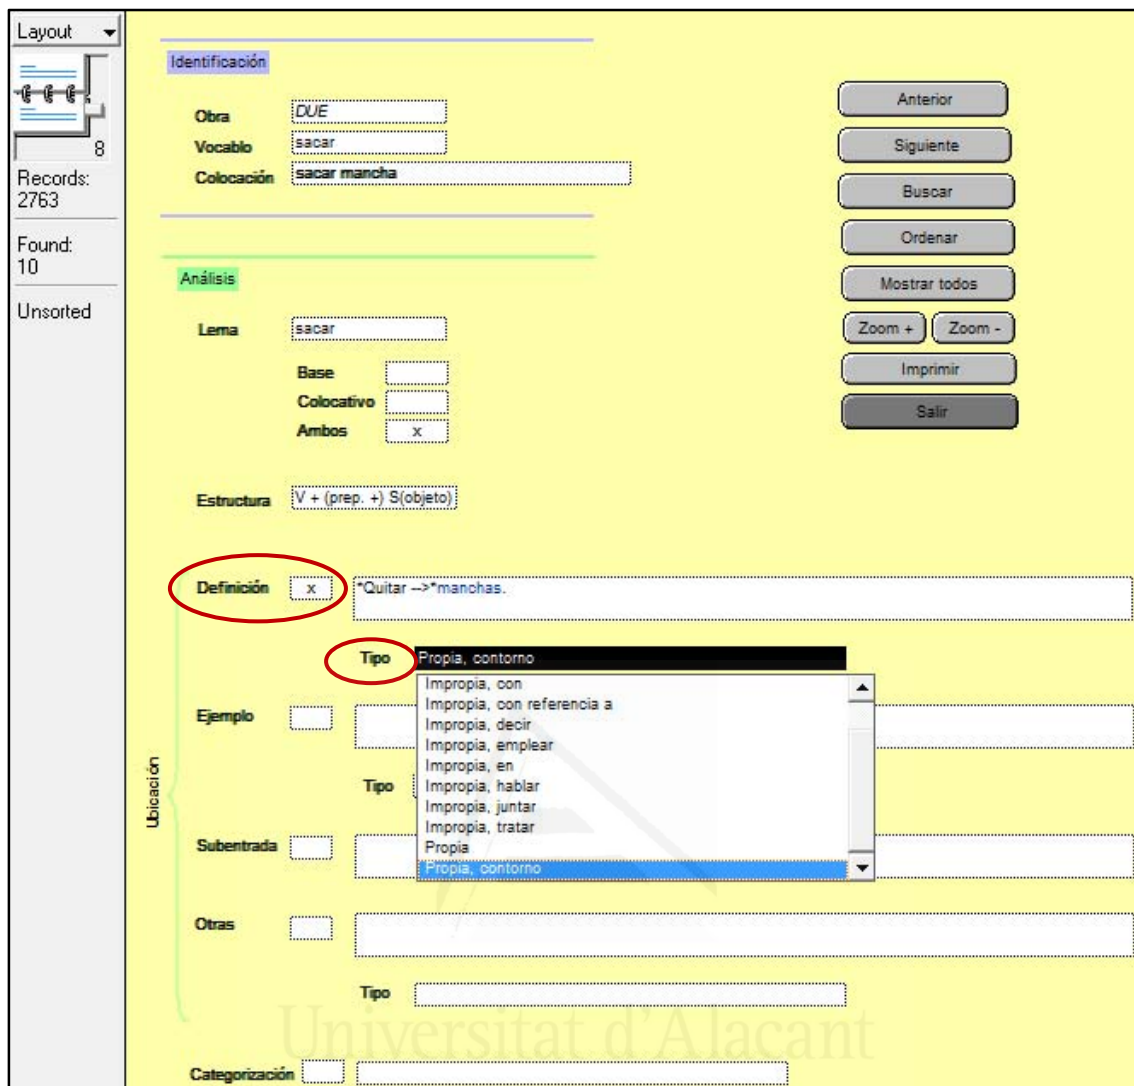 Layout
8
Records:
2763
Found:
10
Unsorted
Identificación
Obra DUE
Vocablo sacar
Colocación sacar mancha
Anterior
Siguiente
Buscar
Ordenar
Mostrar todos
Zoom + Zoom -
Imprimir
Salir
Análisis
Lema sacar
Base
Colocativo
Ambos x
Estructura V + (prep. +) S(objeto)
Ubicación
Definición x *Quitar -->*manchas.
Tipo Propia, contorno
Impropia, con
Impropia, con referencia a
Impropia, decir
Impropia, emplear
Impropia, en
Impropia, hablar
Impropia, juntar
Impropia, tratar
Propia
Propia, contorno
Ejemplo
Tipo
Subentrada
Otras
Tipo
Universitat d'Alacant
Categorización